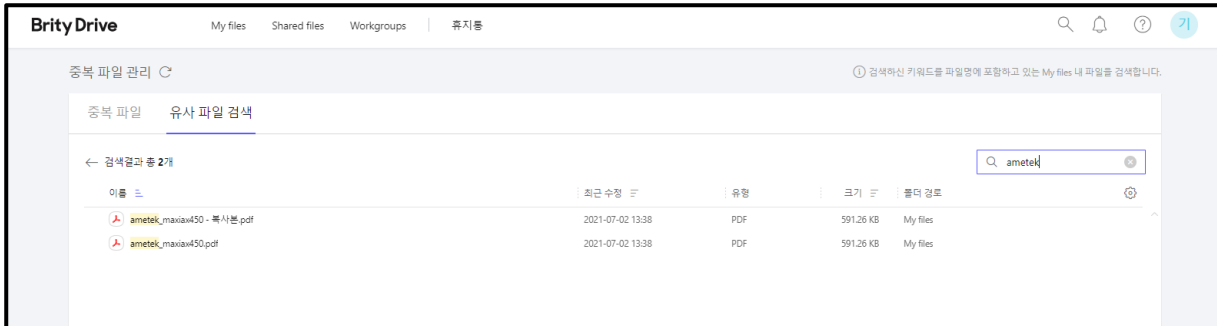 Brity Drive My files Shared files Workgroups 휴지통 기
중복 파일 관리 검색하신 키워드를 파일명에 포함하고 있는 My files 내 파일을 검색합니다.
중복 파일 유사 파일 검색
검색결과 총 2개 ametek
이름 최근 수정 유형 크기 폴더 경로
ametek_maxiax450 - 복사본.pdf 2021-07-02 13:38 PDF 591.26 KB My files
ametek_maxiax450.pdf 2021-07-02 13:38 PDF 591.26 KB My files